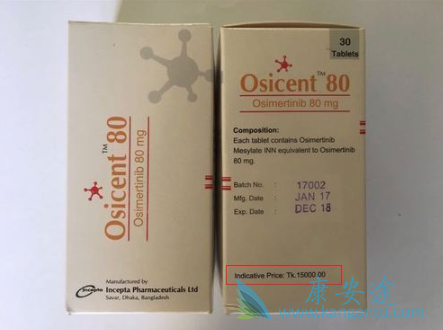 Osicent™ 80
Osimertinib 80 mg
Manufactured by
Incepta
Incepta Pharmaceuticals Ltd
Savar, Dhaka, Bangladesh
30
Tablets
Osicent™ 80
Osimertinib 80 mg
Composition:
Each tablet contains Osimertinib
Mesylate INN equivalent to Osimertinib
80 mg.
Batch No. : 17002
Mfg. Date : JAN 17
Exp. Date : DEC 18
Indicative Price: Tk.15000.00
康安途